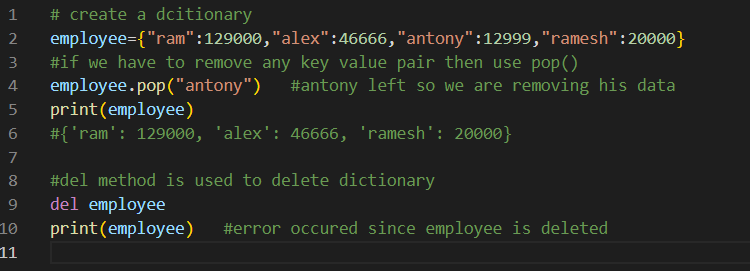 1 # create a dcitionary
2 employee={"ram":129000,"alex":46666,"antony":12999,"ramesh":20000}
3 #if we have to remove any key value pair then use pop()
4 employee.pop("antony")   #antony left so we are removing his data
5 print(employee)
6 #{'ram': 129000, 'alex': 46666, 'ramesh': 20000}
7
8 #del method is used to delete dictionary
9 del employee
10 print(employee)   #error occured since employee is deleted
11